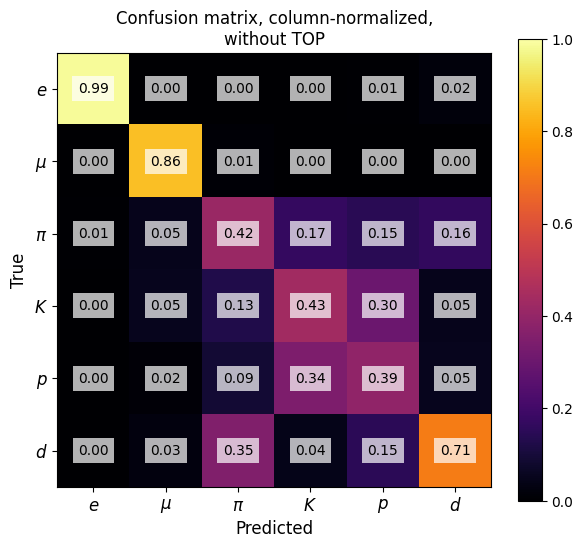 Confusion matrix, column-normalized,
without TOP
True
e 0.99 0.00 0.00 0.00 0.01 0.02
μ 0.00 0.86 0.01 0.00 0.00 0.00
π 0.01 0.05 0.42 0.17 0.15 0.16
K 0.00 0.05 0.13 0.43 0.30 0.05
p 0.00 0.02 0.09 0.34 0.39 0.05
d 0.00 0.03 0.35 0.04 0.15 0.71
e μ π K p d
Predicted
1.0
0.8
0.6
0.4
0.2
0.0